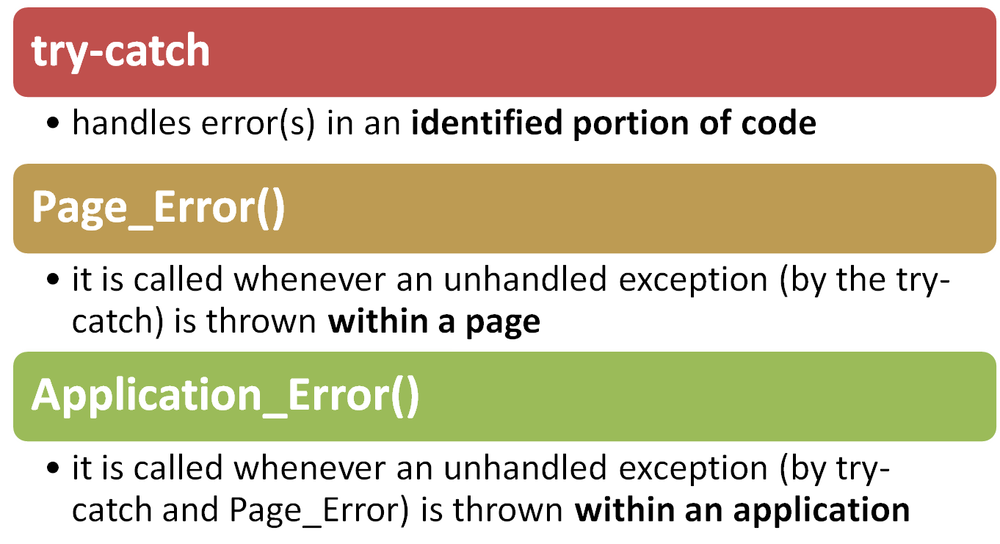 try-catch
• handles error(s) in an identified portion of code
Page_Error()
• it is called whenever an unhandled exception (by the try-
catch) is thrown within a page
Application_Error()
• it is called whenever an unhandled exception (by try-
catch and Page_Error) is thrown within an application